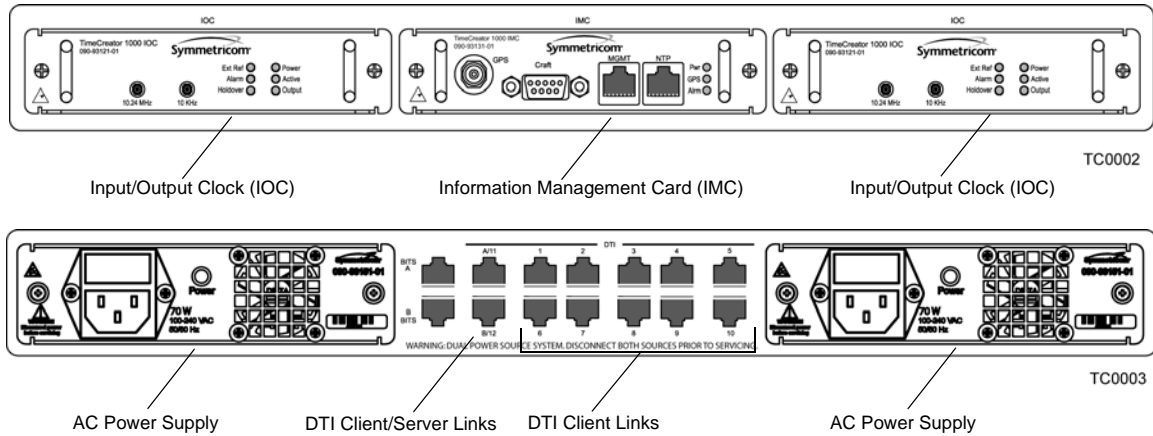 IOC IMC IOC
TimeCreator 1000 IOC
090-93121-01
Symmetricom
Ext Ref Power
Alarm Active
Holdover Output
10.24 MHz 10 KHz
TimeCreator 1000 IMC
090-93131-01
Symmetricom
GPS
Craft
MGMT
NTP
Pwr
GPS
Alrm
TimeCreator 1000 IOC
090-93121-01
Symmetricom
Ext Ref Power
Alarm Active
Holdover Output
10.24 MHz 10 KHz
TC0002
Input/Output Clock (IOC) Information Management Card (IMC) Input/Output Clock (IOC)
Symmetricom
Power
70 W
100-240 VAC
50/60 Hz
DTI
BITS A A/11 1 2 3 4 5
B BITS B/12 6 7 8 9 10
WARNING: DUAL POWER SOURCE SYSTEM. DISCONNECT BOTH SOURCES PRIOR TO SERVICING.
Symmetricom
Power
70 W
100-240 VAC
50/60 Hz
TC0003
AC Power Supply DTI Client/Server Links DTI Client Links AC Power Supply